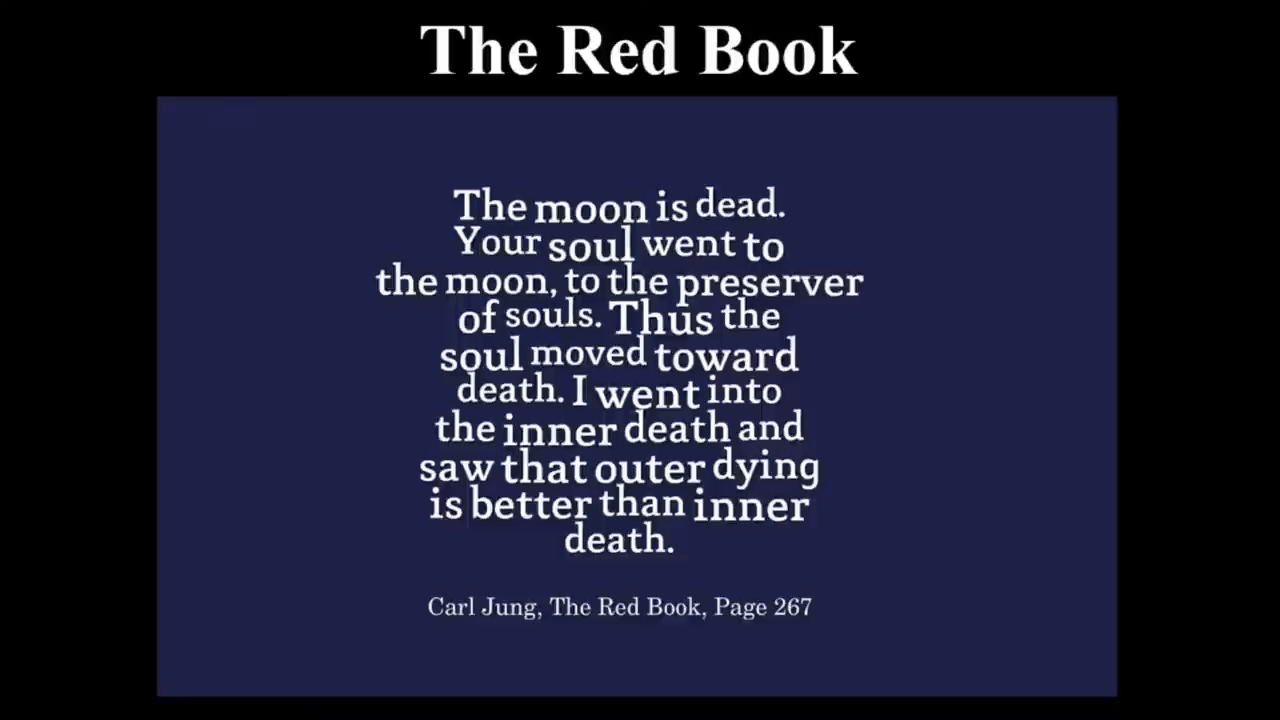 The Red Book
The moon is dead.
Your soul went to
the moon, to the preserver
of souls. Thus the
soul moved toward
death. I went into
the inner death and
saw that outer dying
is better than inner
death.
Carl Jung, The Red Book, Page 267